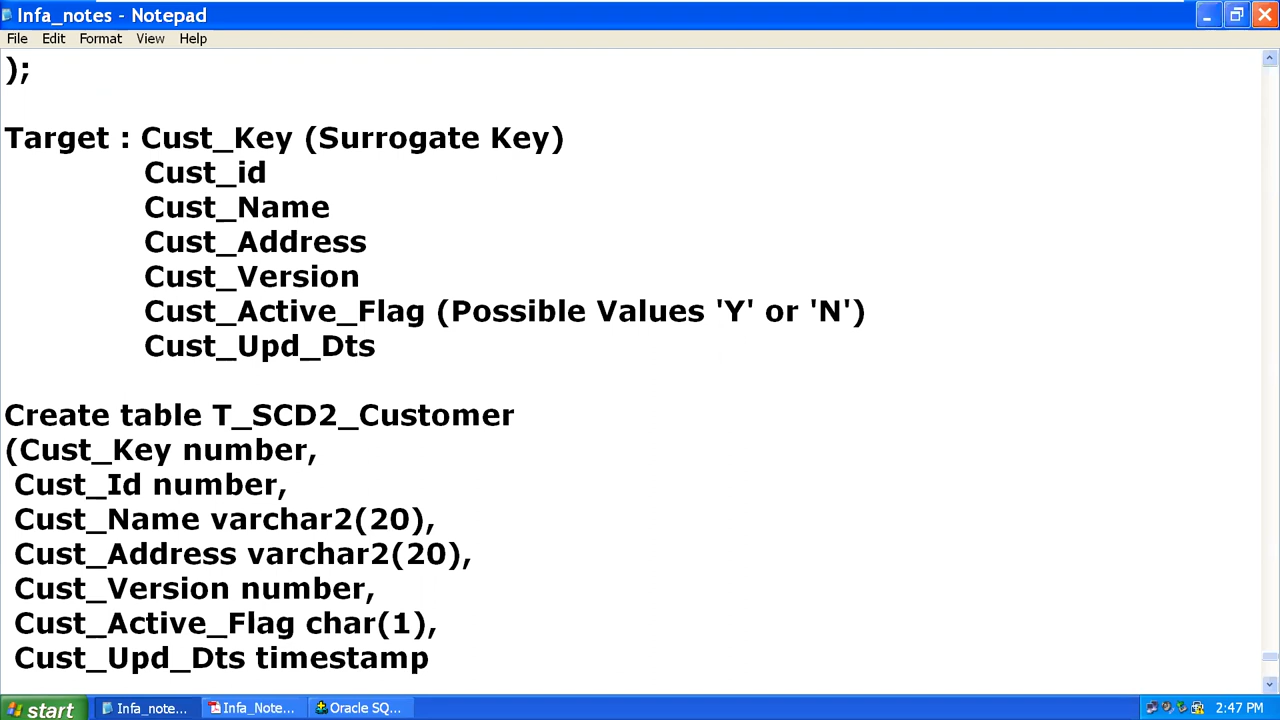 Infa_notes - Notepad
File Edit Format View Help
);
Target : Cust_Key (Surrogate Key)
Cust_id
Cust_Name
Cust_Address
Cust_Version
Cust_Active_Flag (Possible Values 'Y' or 'N')
Cust_Upd_Dts
Create table T_SCD2_Customer
(Cust_Key number,
Cust_Id number,
Cust_Name varchar2(20),
Cust_Address varchar2(20),
Cust_Version number,
Cust_Active_Flag char(1),
Cust_Upd_Dts timestamp
start Infa_note... Infa_Note... Oracle SQ... 2:47 PM